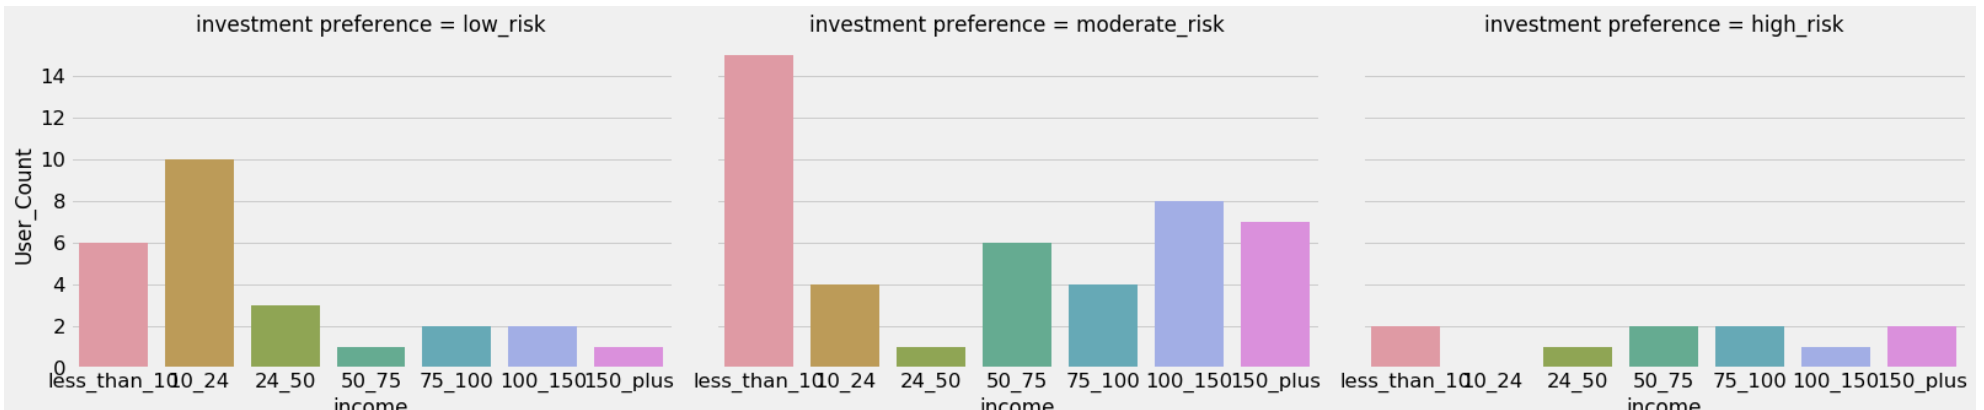 investment preference = low_risk
investment preference = moderate_risk
investment preference = high_risk
User_Count
14
12
10
8
6
4
2
0
less_than_10 10_24 24_50 50_75 75_100 100_150 150_plus
income
less_than_10 10_24 24_50 50_75 75_100 100_150 150_plus
income
less_than_10 10_24 24_50 50_75 75_100 100_150 150_plus
income